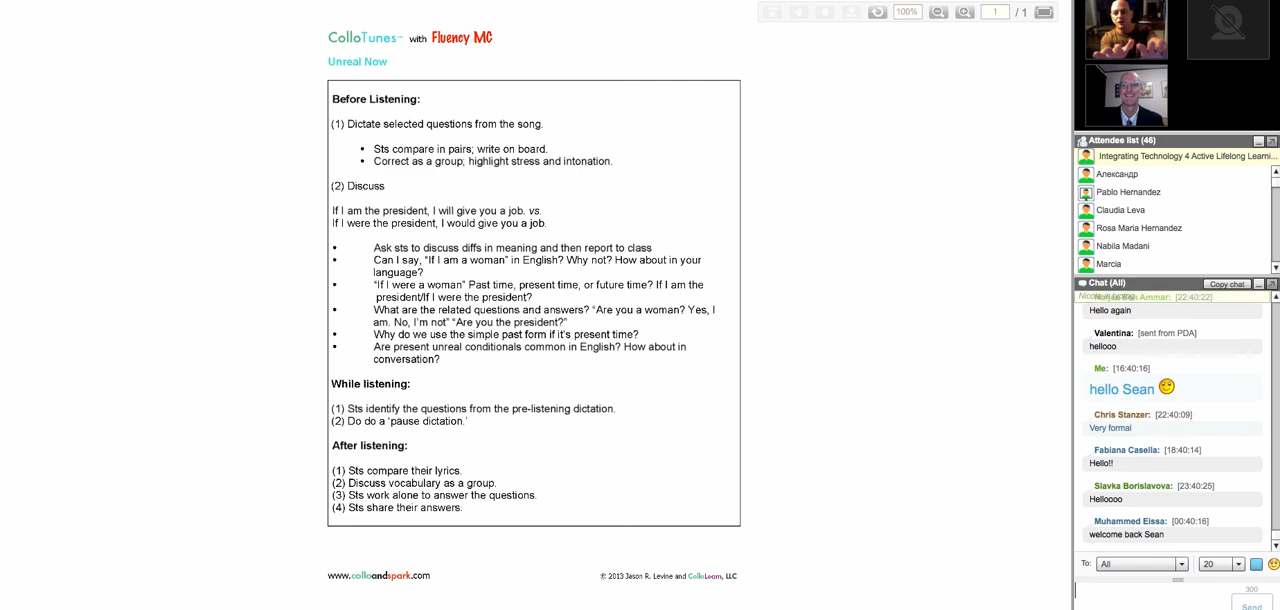 100%
1 / 1
ColloTunes™ with Fluency MC
Unreal Now
Before Listening:
(1) Dictate selected questions from the song.
• Sts compare in pairs; write on board.
• Correct as a group; highlight stress and intonation.
(2) Discuss
If I am the president, I will give you a job. vs.
If I were the president, I would give you a job.
• Ask sts to discuss diffs in meaning and then report to class
• Can I say, “If I am a woman” in English? Why not? How about in your
language?
• “If I were a woman” Past time, present time, or future time? If I am the
president/If I were the president?
• What are the related questions and answers? “Are you a woman? Yes, I
am. No, I’m not” “Are you the president?”
• Why do we use the simple past form if it’s present time?
• Are present unreal conditionals common in English? How about in
conversation?
While listening:
(1) Sts identify the questions from the pre-listening dictation.
(2) Do do a ‘pause dictation.’
After listening:
(1) Sts compare their lyrics.
(2) Discuss vocabulary as a group.
(3) Sts work alone to answer the questions.
(4) Sts share their answers.
www.colloandspark.com
© 2013 Jason R. Levine and ColloLearn, LLC
Attendee list (46)
Integrating Technology 4 Active Lifelong Learni...
Александр
Pablo Hernandez
Claudia Leva
Rosa Maria Hernandez
Nabila Madani
Marcia
Chat (All)
Copy chat
Ben Ammar: [22:40:22]
Hello again
Valentina: [sent from PDA]
hellooo
Me: [16:40:16]
hello Sean
Chris Stanzer: [22:40:09]
Very formal
Fabiana Casella: [18:40:14]
Hello!!
Slavka Borislavova: [23:40:25]
Helloooo
Muhammed Eissa: [00:40:16]
welcome back Sean
To: All 20
300
Send